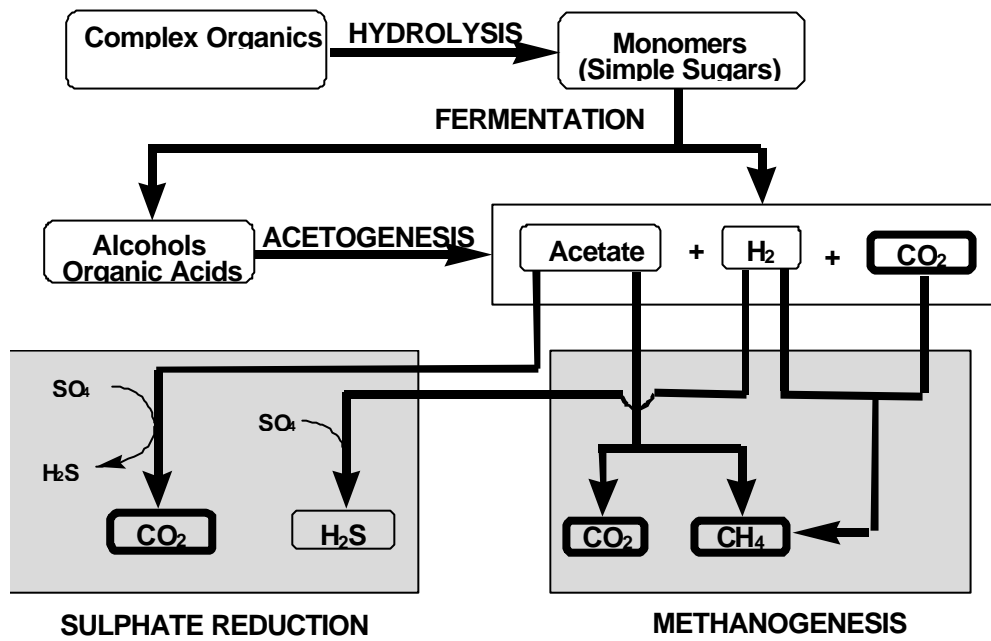 Complex Organics
HYDROLYSIS
Monomers
(Simple Sugars)
FERMENTATION
Alcohols
Organic Acids
ACETOGENESIS
Acetate + H₂ + CO₂
SO₄
H₂S
SO₄
CO₂
H₂S
CO₂
CH₄
SULPHATE REDUCTION
METHANOGENESIS